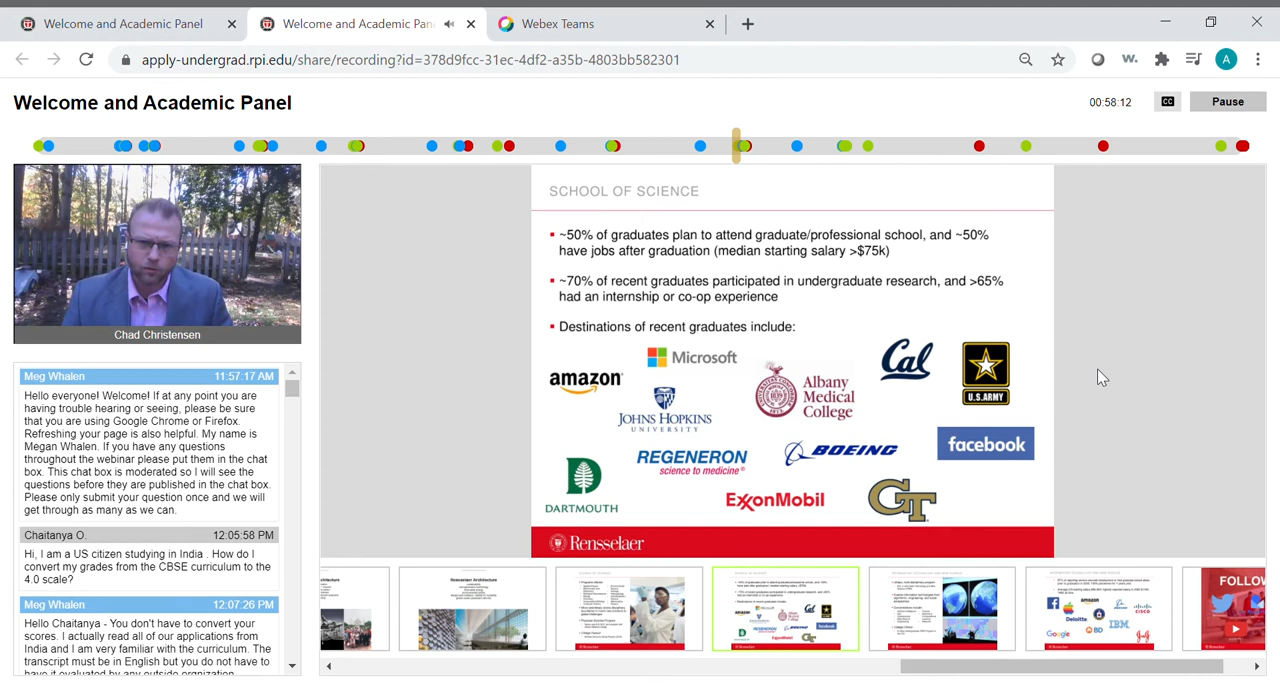 Welcome and Academic Panel
Welcome and Academic Pan
Webex Teams
apply-undergrad.rpi.edu/share/recording?id=378d9fcc-31ec-4df2-a35b-4803bb582301
A
Welcome and Academic Panel
00:58:12
CC
Pause
Chad Christensen
Meg Whalen 11:57:17 AM
Hello everyone! Welcome! If at any point you are
having trouble hearing or seeing, please be sure
that you are using Google Chrome or Firefox.
Refreshing your page is also helpful. My name is
Megan Whalen. If you have any questions
throughout the webinar please put them in the chat
box. This chat box is moderated so I will see the
questions before they are published in the chat box.
Please only submit your question once and we will
get through as many as we can.
Chaitanya O. 12:05:58 PM
Hi, I am a US citizen studying in India . How do I
convert my grades from the CBSE curriculum to the
4.0 scale?
Meg Whalen 12:07:26 PM
Hello Chaitanya - You don't have to convert your
scores. I actually read all of our applications from
India and I am very familiar with the curriculum. The
transcript must be in English but you do not have to
have it evaluated by any outside orgnization.
SCHOOL OF SCIENCE
▪ ~50% of graduates plan to attend graduate/professional school, and ~50%
have jobs after graduation (median starting salary >$75k)
▪ ~70% of recent graduates participated in undergraduate research, and >65%
had an internship or co-op experience
▪ Destinations of recent graduates include:
Microsoft
amazon
JOHNS HOPKINS
UNIVERSITY
Albany
Medical
College
Cal
U.S.ARMY
REGENERON
science to medicine®
BOEING
facebook
DARTMOUTH
ExxonMobil
GT
Rensselaer
Rensselaer Architecture
FOLLOW